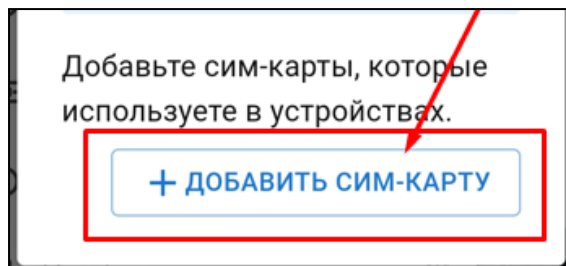 Добавьте сим-карты, которые
используете в устройствах.
+ ДОБАВИТЬ СИМ-КАРТУ